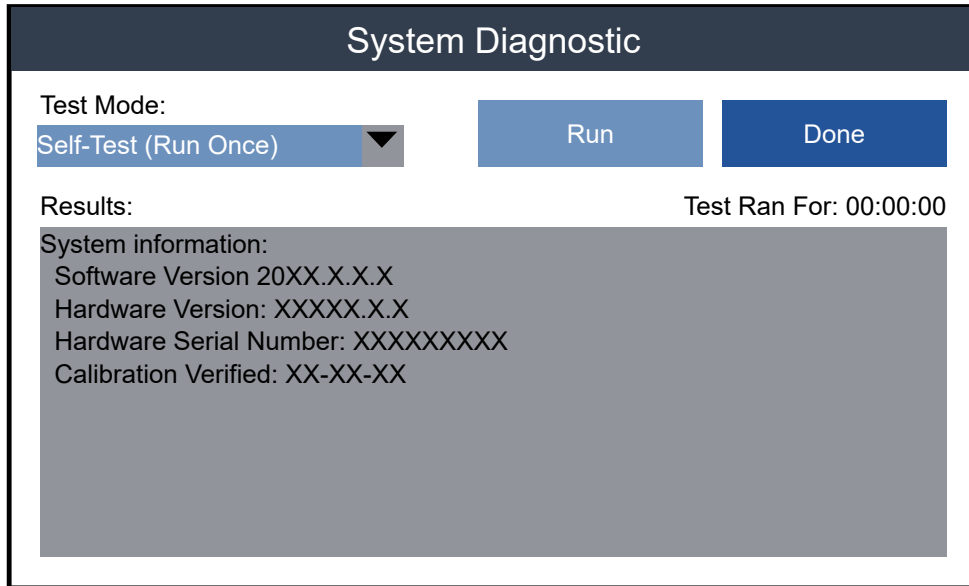 System Diagnostic
Test Mode:
Self-Test (Run Once)
Run
Done
Results:
Test Ran For: 00:00:00
System information:
Software Version 20XX.X.X.X
Hardware Version: XXXXX.X.X
Hardware Serial Number: XXXXXXXXX
Calibration Verified: XX-XX-XX